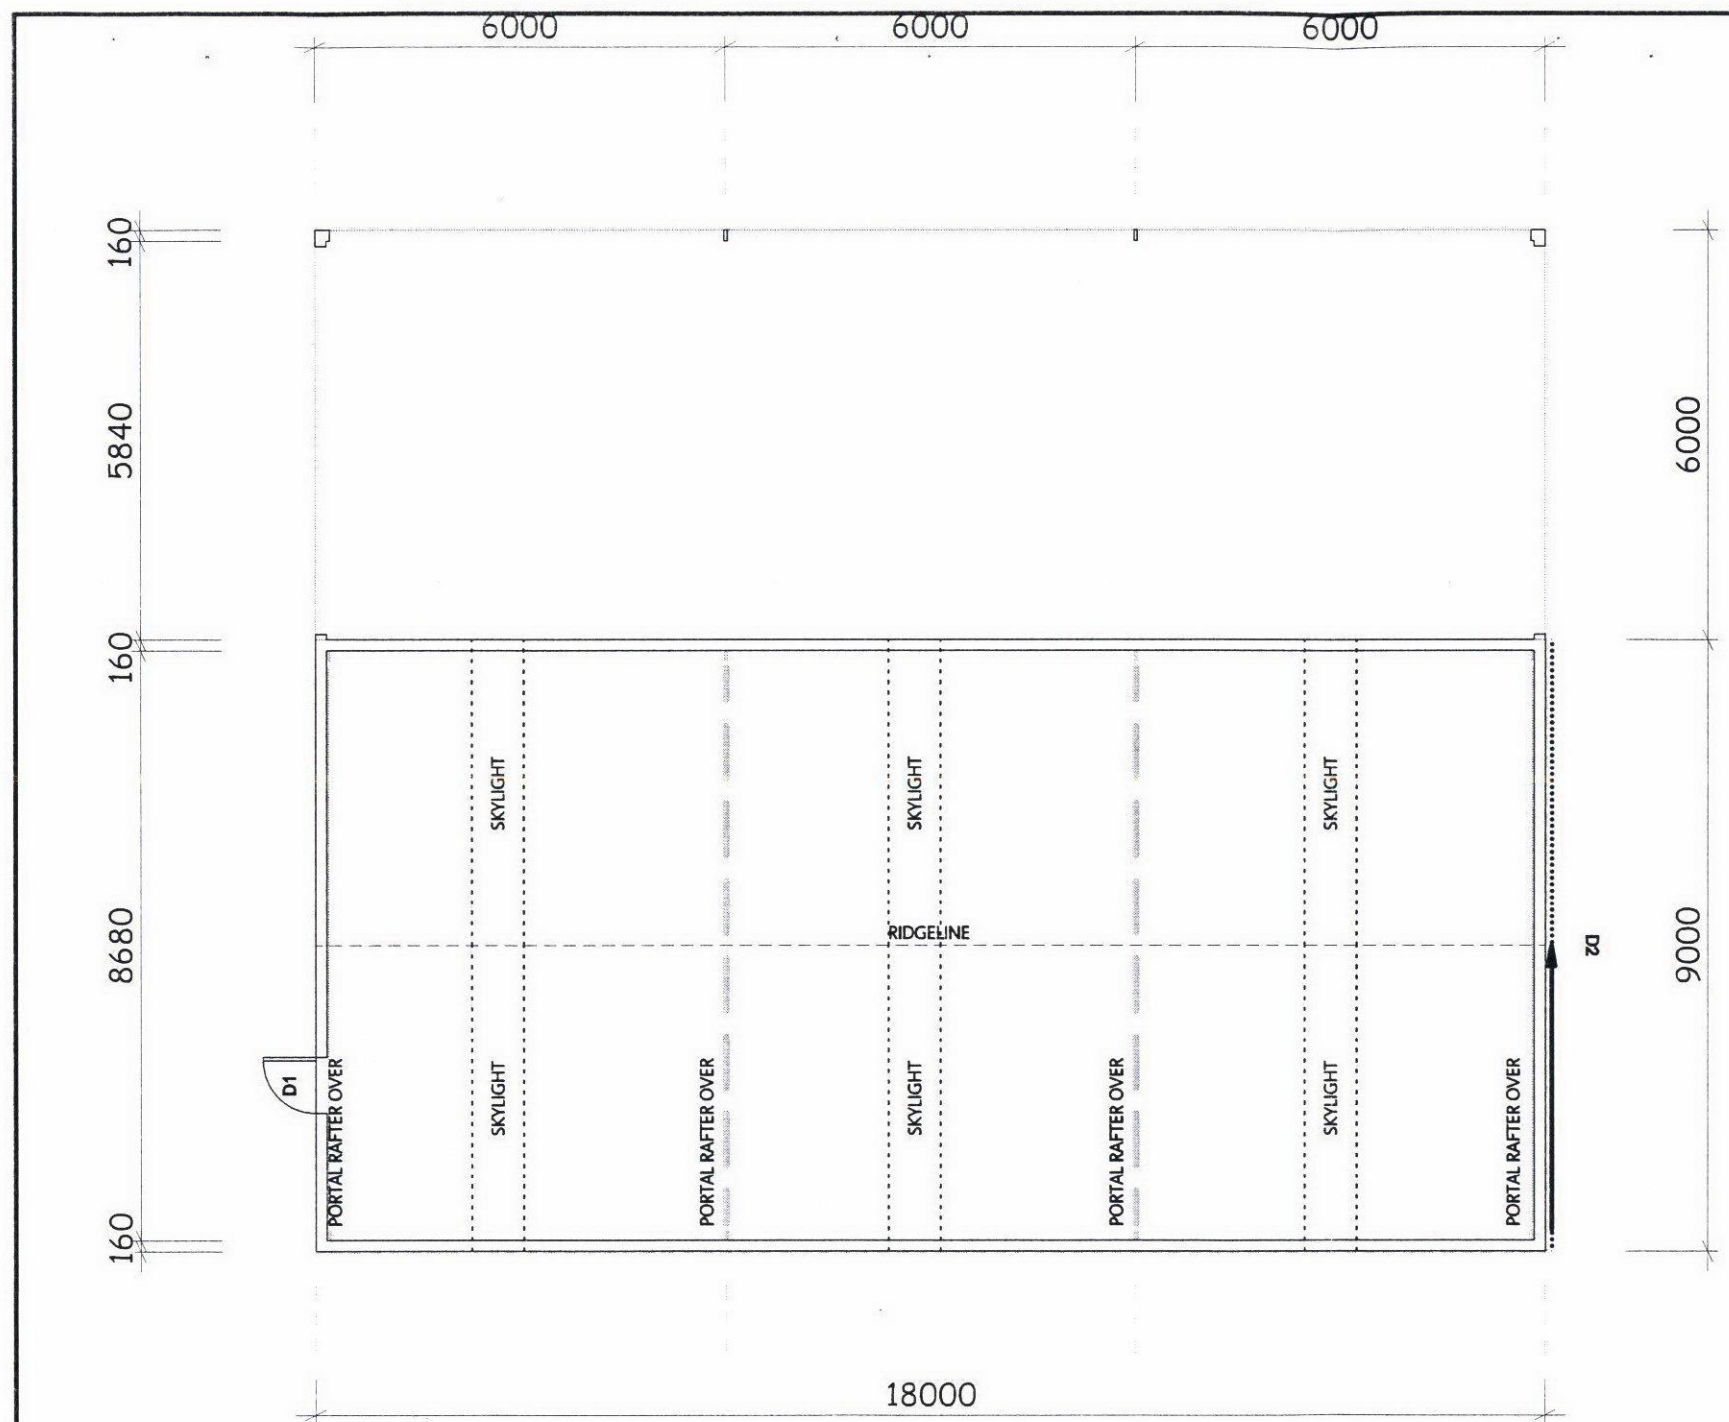 6000
6000
6000
160
5840
6000
160
SKYLIGHT
SKYLIGHT
SKYLIGHT
8680
RIDGELINE
D2
9000
D1
PORTAL RAFTER OVER
SKYLIGHT
PORTAL RAFTER OVER
SKYLIGHT
PORTAL RAFTER OVER
SKYLIGHT
PORTAL RAFTER OVER
160
18000